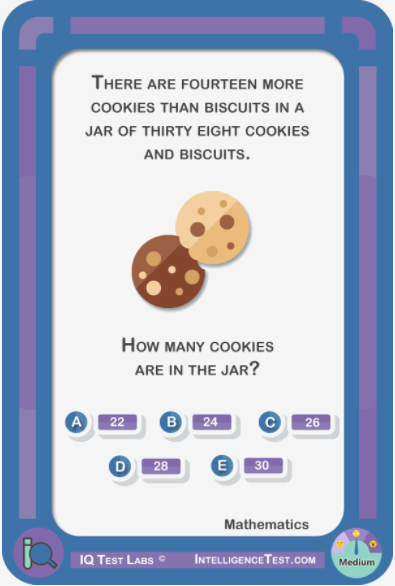 There are fourteen more
cookies than biscuits in a
jar of thirty eight cookies
and biscuits.
How many cookies
are in the jar?
A 22 B 24 C 26
D 28 E 30
Mathematics
IQ Test Labs © IntelligenceTest.com
Medium